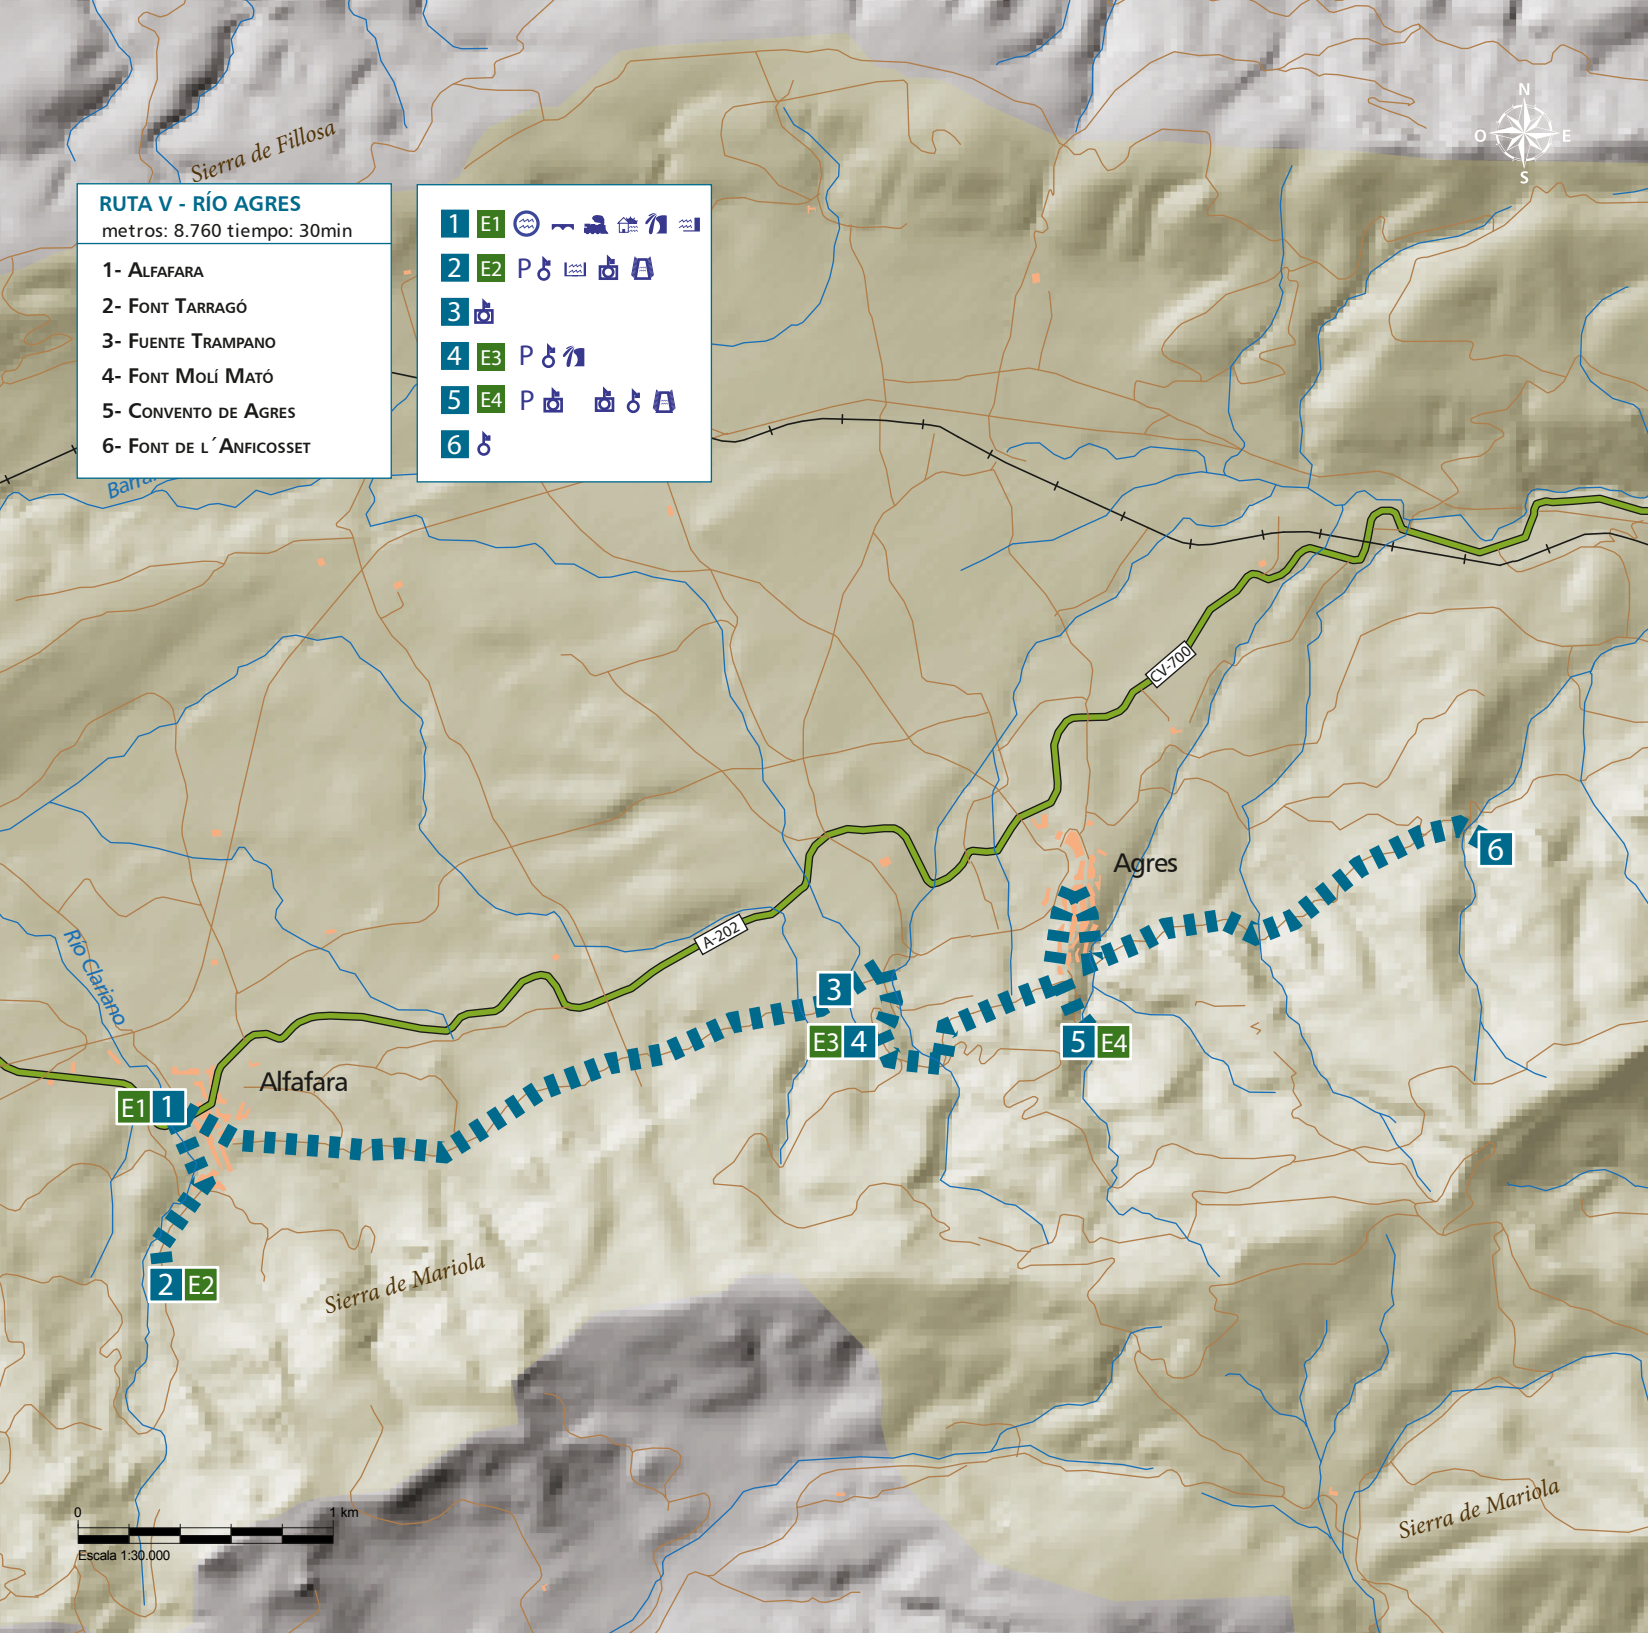 N
O E
S
Sierra de Fillosa
RUTA V - RÍO AGRES
metros: 8.760 tiempo: 30min
1- ALFAFARA
2- FONT TARRAGÓ
3- FUENTE TRAMPANO
4- FONT MOLÍ MATÓ
5- CONVENTO DE AGRES
6- FONT DE L´ANFICOSSET
1 E1
2 E2 P
3
4 E3 P
5 E4 P
6
CV-700
Agres
6
A-202
Río Clariano
3
E3 4
5 E4
Alfafara
E1 1
2 E2
Sierra de Mariola
Sierra de Mariola
0 1 km
Escala 1:30.000